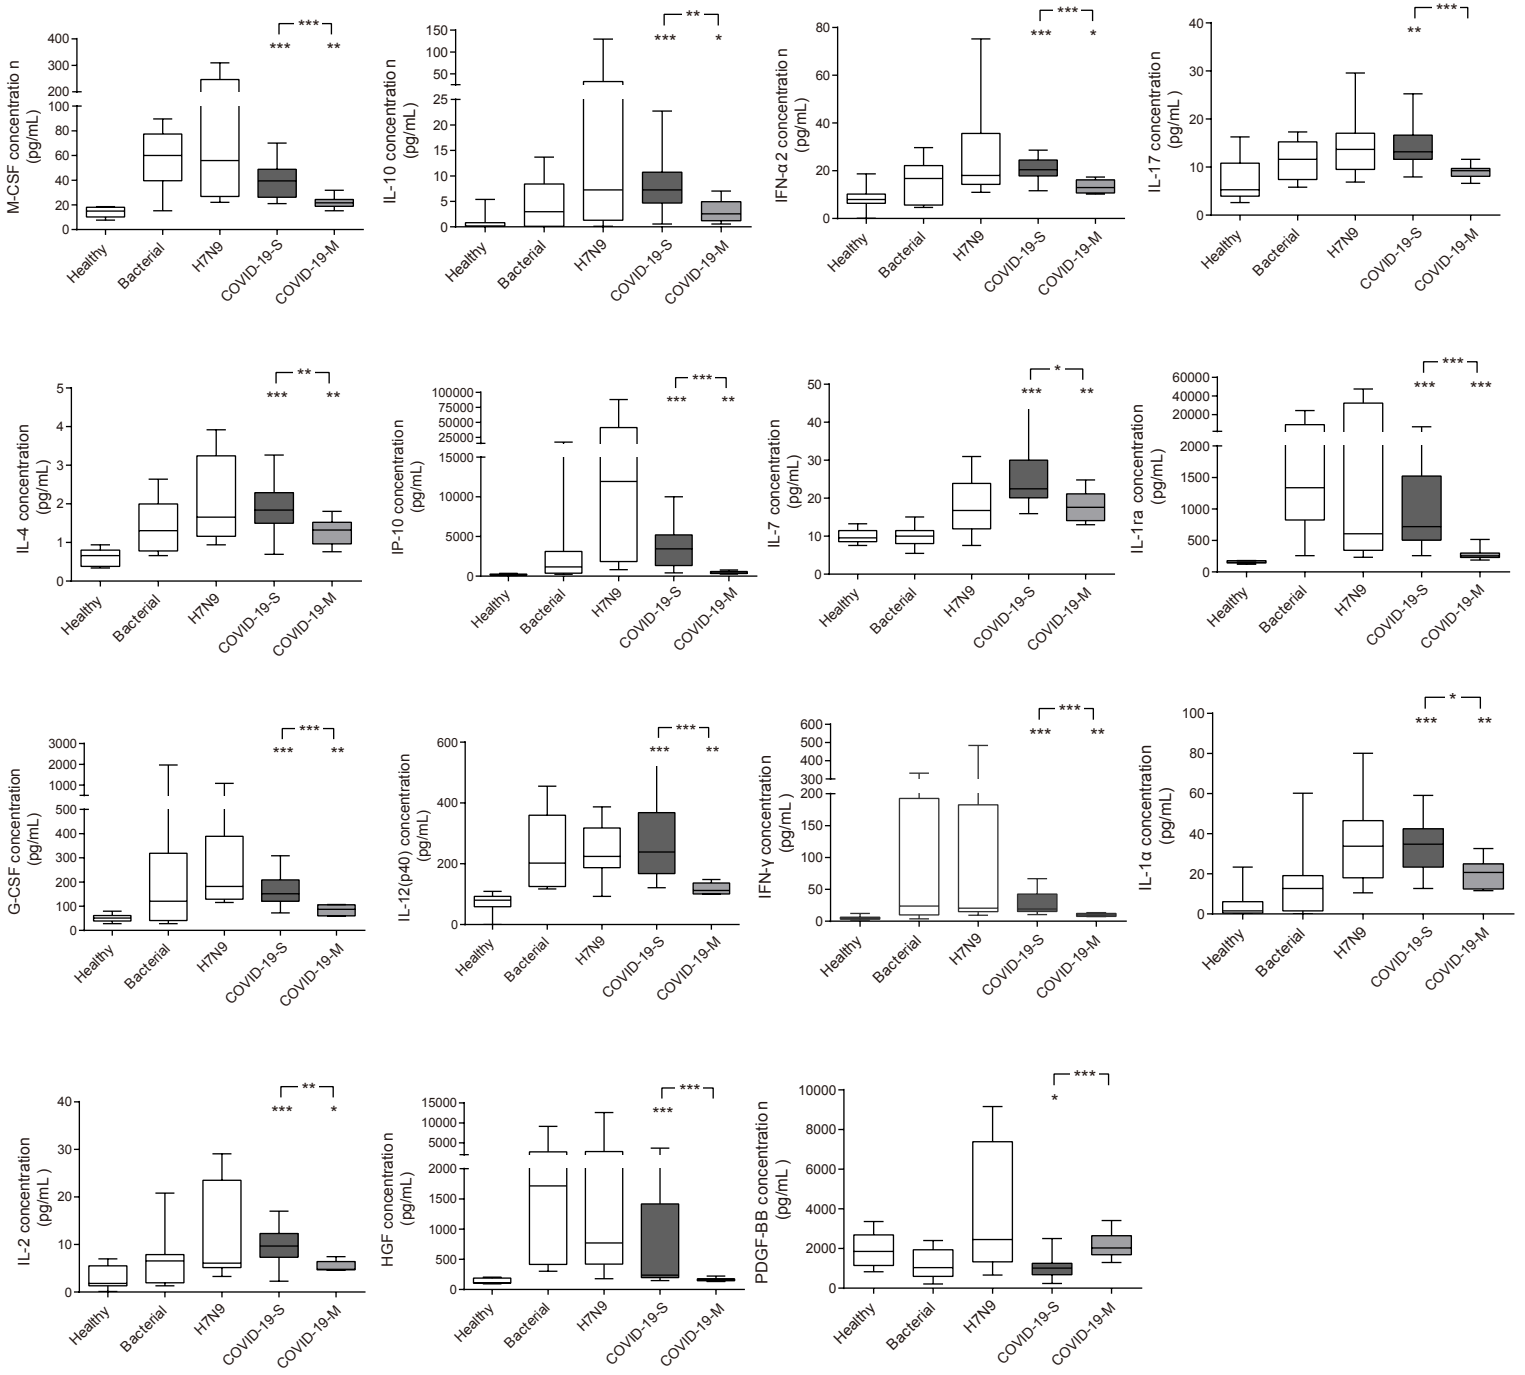 M-CSF concentration
(pg/mL)
400
300
200
100
80
60
40
20
0
***
***
**
Healthy
Bacterial
H7N9
COVID-19-S
COVID-19-M
IL-10 concentration
(pg/mL)
150
100
50
25
20
15
10
5
0
**
***
*
Healthy
Bacterial
H7N9
COVID-19-S
COVID-19-M
IFN-α2 concentration
(pg/mL)
80
60
40
20
0
***
***
*
Healthy
Bacterial
H7N9
COVID-19-S
COVID-19-M
IL-17 concentration
(pg/mL)
40
30
20
10
0
***
**
Healthy
Bacterial
H7N9
COVID-19-S
COVID-19-M
IL-4 concentration
(pg/mL)
5
4
3
2
1
0
**
***
**
Healthy
Bacterial
H7N9
COVID-19-S
COVID-19-M
IP-10 concentration
(pg/mL)
100000
75000
50000
25000
15000
10000
5000
0
***
***
**
Healthy
Bacterial
H7N9
COVID-19-S
COVID-19-M
IL-7 concentration
(pg/mL)
50
40
30
20
10
0
*
***
**
Healthy
Bacterial
H7N9
COVID-19-S
COVID-19-M
IL-1ra concentration
(pg/mL)
60000
40000
20000
2000
1500
1000
500
0
***
***
***
Healthy
Bacterial
H7N9
COVID-19-S
COVID-19-M
G-CSF concentration
(pg/mL)
3000
2000
1000
500
400
300
200
100
0
***
***
**
Healthy
Bacterial
H7N9
COVID-19-S
COVID-19-M
IL-12(p40) concentration
(pg/mL)
600
400
200
0
***
***
**
Healthy
Bacterial
H7N9
COVID-19-S
COVID-19-M
IFN-γ concentration
(pg/mL)
600
500
400
300
200
150
100
50
0
***
***
**
Healthy
Bacterial
H7N9
COVID-19-S
COVID-19-M
IL-1α concentration
(pg/mL)
100
80
60
40
20
0
*
***
**
Healthy
Bacterial
H7N9
COVID-19-S
COVID-19-M
IL-2 concentration
(pg/mL)
40
30
20
10
0
**
***
*
Healthy
Bacterial
H7N9
COVID-19-S
COVID-19-M
HGF concentration
(pg/mL)
15000
10000
5000
2000
1500
1000
500
0
***
***
Healthy
Bacterial
H7N9
COVID-19-S
COVID-19-M
PDGF-BB concentration
(pg/mL)
10000
8000
6000
4000
2000
0
***
*
Healthy
Bacterial
H7N9
COVID-19-S
COVID-19-M